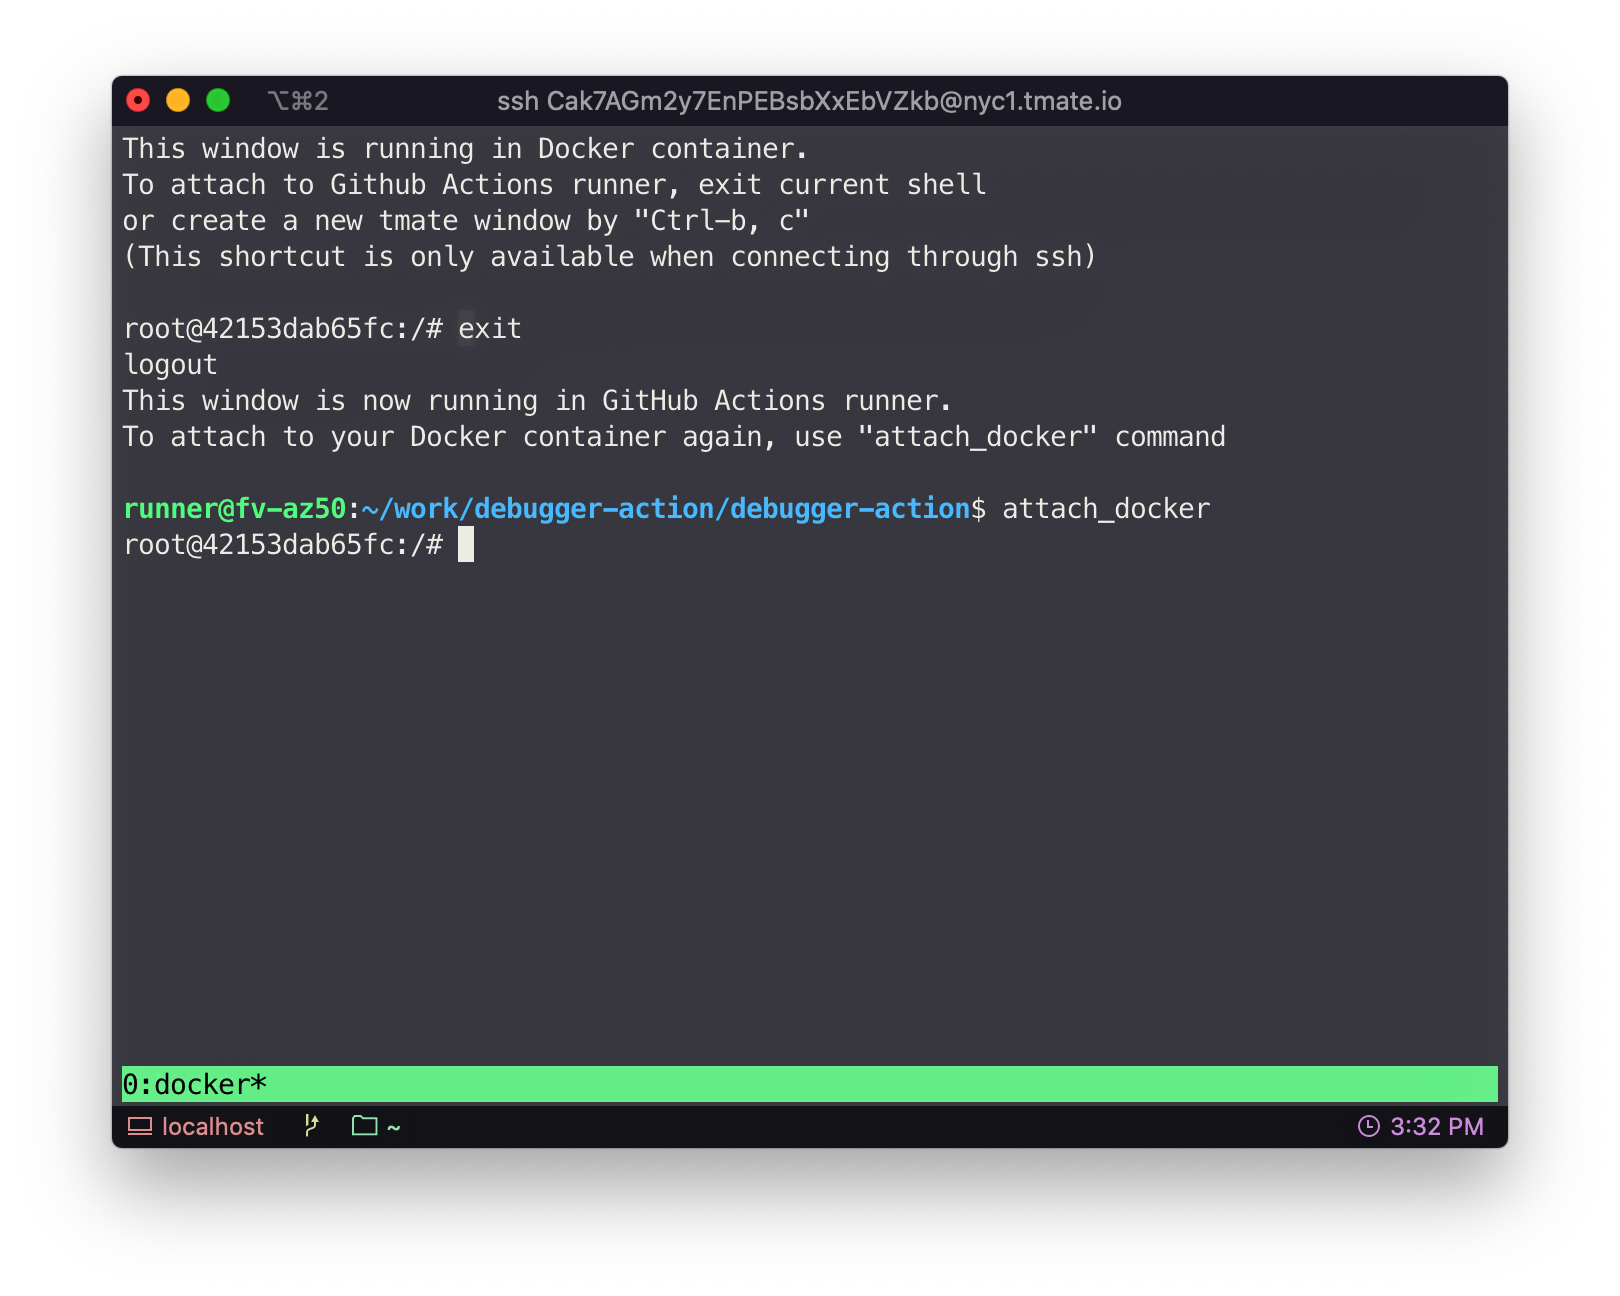 ⌥⌘2
ssh Cak7AGm2y7EnPEBsbXxEbVZkb@nyc1.tmate.io
This window is running in Docker container.
To attach to Github Actions runner, exit current shell
or create a new tmate window by "Ctrl-b, c"
(This shortcut is only available when connecting through ssh)
root@42153dab65fc:/# exit
logout
This window is now running in GitHub Actions runner.
To attach to your Docker container again, use "attach_docker" command
runner@fv-az50:~/work/debugger-action/debugger-action$ attach_docker
root@42153dab65fc:/#
0:docker*
localhost
~
3:32 PM